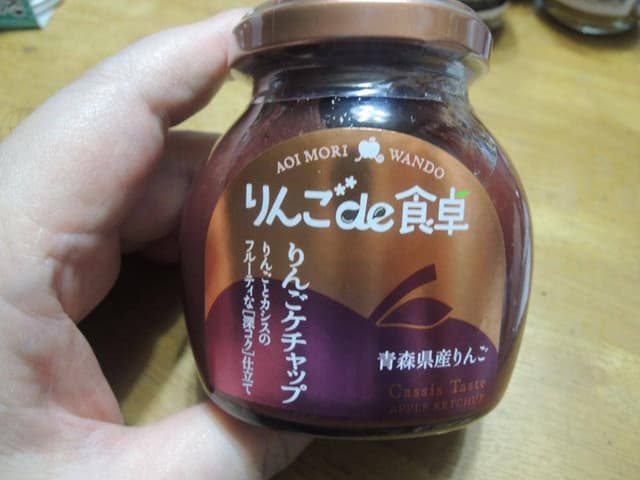 AOI MORI WANDO
りんごde食卓
りんごケチャップ
りんごとカシスの
フルーティな「深コク」仕立て
青森県産りんご
Cassis Taste
APPLE KETCHUP